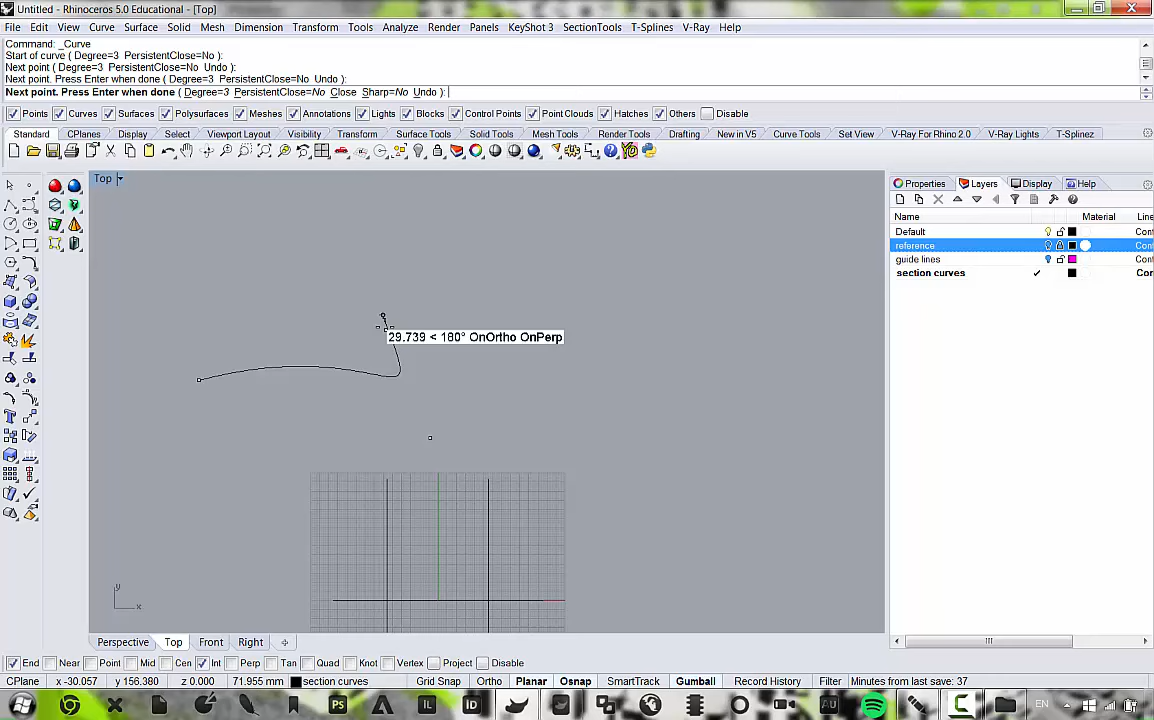 Untitled - Rhinoceros 5.0 Educational - [Top]
File Edit View Curve Surface Solid Mesh Dimension Transform Tools Analyze Render Panels KeyShot 3 SectionTools T-Splines V-Ray Help
Command: _Curve
Start of curve ( Degree=3 PersistentClose=No ):
Next point ( Degree=3 PersistentClose=No Undo ):
Next point. Press Enter when done ( Degree=3 PersistentClose=No Undo ):
Next point. Press Enter when done ( Degree=3 PersistentClose=No Close Sharp=No Undo ):
Points Curves Surfaces Polysurfaces Meshes Annotations Lights Blocks Control Points Point Clouds Hatches Others Disable
Standard CPlanes Display Select Viewport Layout Visibility Transform Surface Tools Solid Tools Mesh Tools Render Tools Drafting New in V5 Curve Tools Set View V-Ray For Rhino 2.0 V-Ray Lights T-Splinez
Top
Properties Layers Display Help
Name Material Line
Default Cont
reference Cont
guide lines Cont
section curves Cor
29.739 < 180° OnOrtho OnPerp
y
x
Perspective Top Front Right
End Near Point Mid Cen Int Perp Tan Quad Knot Vertex Project Disable
CPlane x -30.057 y 156.380 z 0.000 71.955 mm section curves Grid Snap Ortho Planar Osnap SmartTrack Gumball Record History Filter Minutes from last save: 37
PS IL ID AU EN